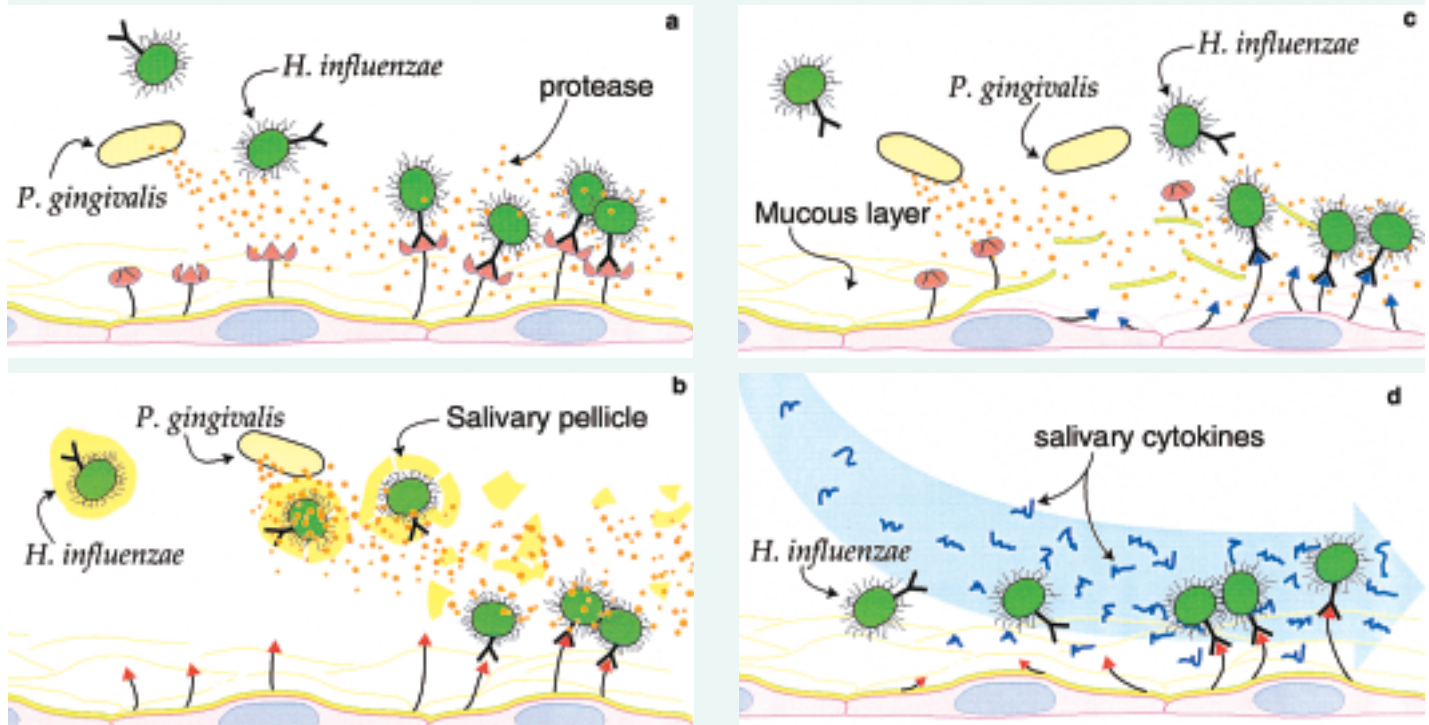 a
H. influenzae
protease
P. gingivalis
b
P. gingivalis
Salivary pellicle
H. influenzae
c
H. influenzae
P. gingivalis
Mucous layer
d
salivary cytokines
H. influenzae